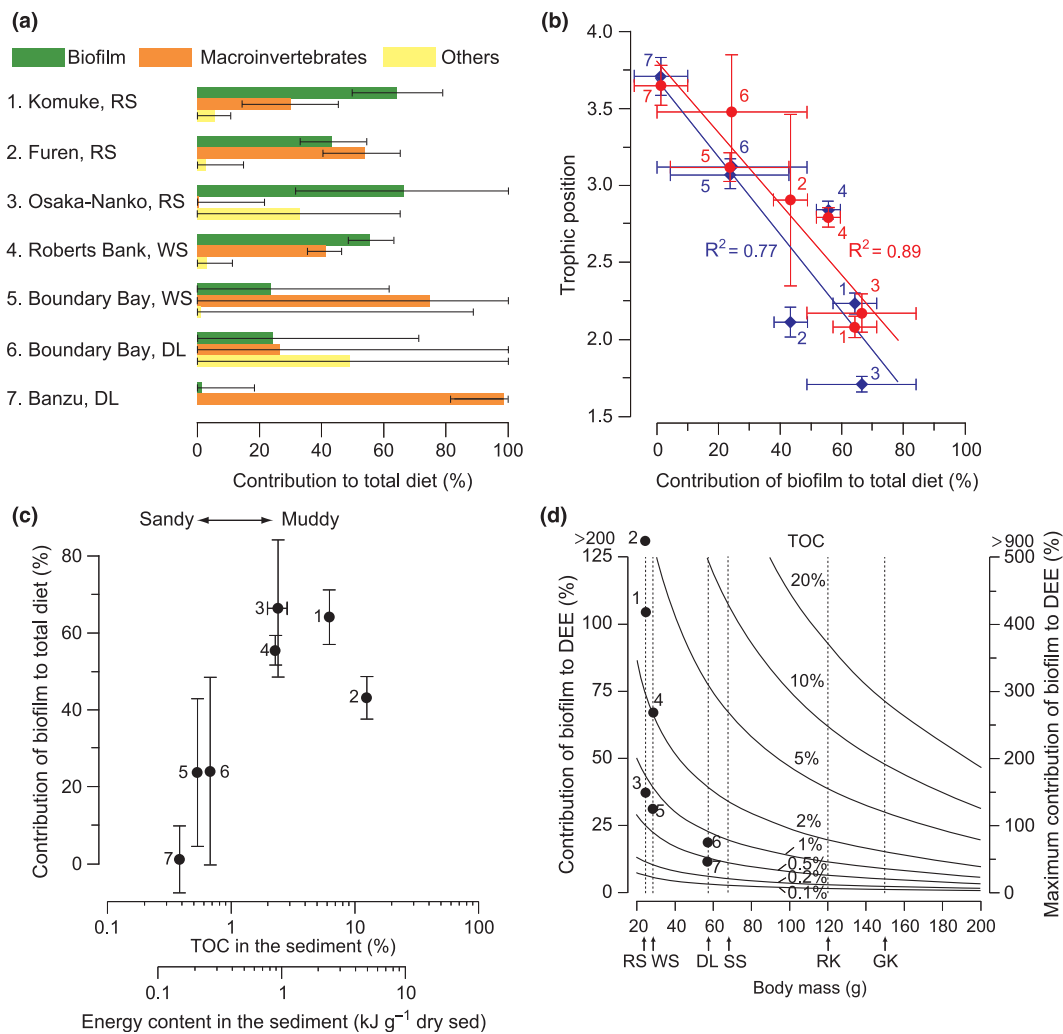 (a)
Biofilm Macroinvertebrates Others
1. Komuke, RS
2. Furen, RS
3. Osaka-Nanko, RS
4. Roberts Bank, WS
5. Boundary Bay, WS
6. Boundary Bay, DL
7. Banzu, DL
0 20 40 60 80 100
Contribution to total diet (%)
(b)
4.0
3.5
3.0
2.5
2.0
1.5
Trophic position
7
7
6
5
6
5
2
4
4
R² = 0.77
R² = 0.89
1
3
2
1
3
0 20 40 60 80 100
Contribution of biofilm to total diet (%)
(c)
Sandy Muddy
80
60
40
20
0
Contribution of biofilm to total diet (%)
3
1
4
2
5
6
7
0.1 1 10 100
TOC in the sediment (%)
0.1 1 10
Energy content in the sediment (kJ g⁻¹ dry sed)
(d)
>200
125
100
75
50
25
0
Contribution of biofilm to DEE (%)
TOC
20%
10%
5%
2%
1%
0.5%
0.2%
0.1%
2
1
4
3
5
6
7
>900
500
400
300
200
100
0
Maximum contribution of biofilm to DEE (%)
20 40 60 80 100 120 140 160 180 200
RS WS DL SS RK GK
Body mass (g)